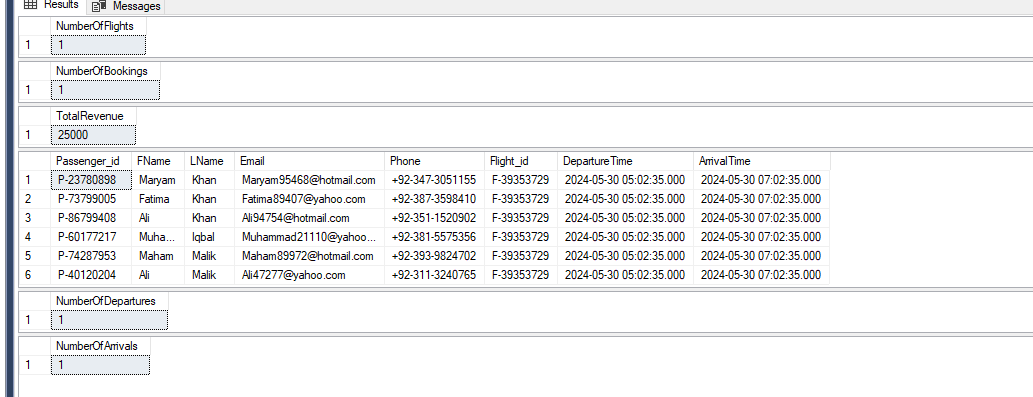 Results Messages
NumberOfFlights
1 1
NumberOfBookings
1 1
TotalRevenue
1 25000
Passenger_id FName LName Email Phone Flight_id DepartureTime ArrivalTime
1 P-23780898 Maryam Khan Maryam95468@hotmail.com +92-347-3051155 F-39353729 2024-05-30 05:02:35.000 2024-05-30 07:02:35.000
2 P-73799005 Fatima Khan Fatima89407@yahoo.com +92-387-3598410 F-39353729 2024-05-30 05:02:35.000 2024-05-30 07:02:35.000
3 P-86799408 Ali Khan Ali94754@hotmail.com +92-351-1520902 F-39353729 2024-05-30 05:02:35.000 2024-05-30 07:02:35.000
4 P-60177217 Muha... Iqbal Muhammad21110@yahoo... +92-381-5575356 F-39353729 2024-05-30 05:02:35.000 2024-05-30 07:02:35.000
5 P-74287953 Maham Malik Maham89972@hotmail.com +92-393-9824702 F-39353729 2024-05-30 05:02:35.000 2024-05-30 07:02:35.000
6 P-40120204 Ali Malik Ali47277@yahoo.com +92-311-3240765 F-39353729 2024-05-30 05:02:35.000 2024-05-30 07:02:35.000
NumberOfDepartures
1 1
NumberOfArrivals
1 1